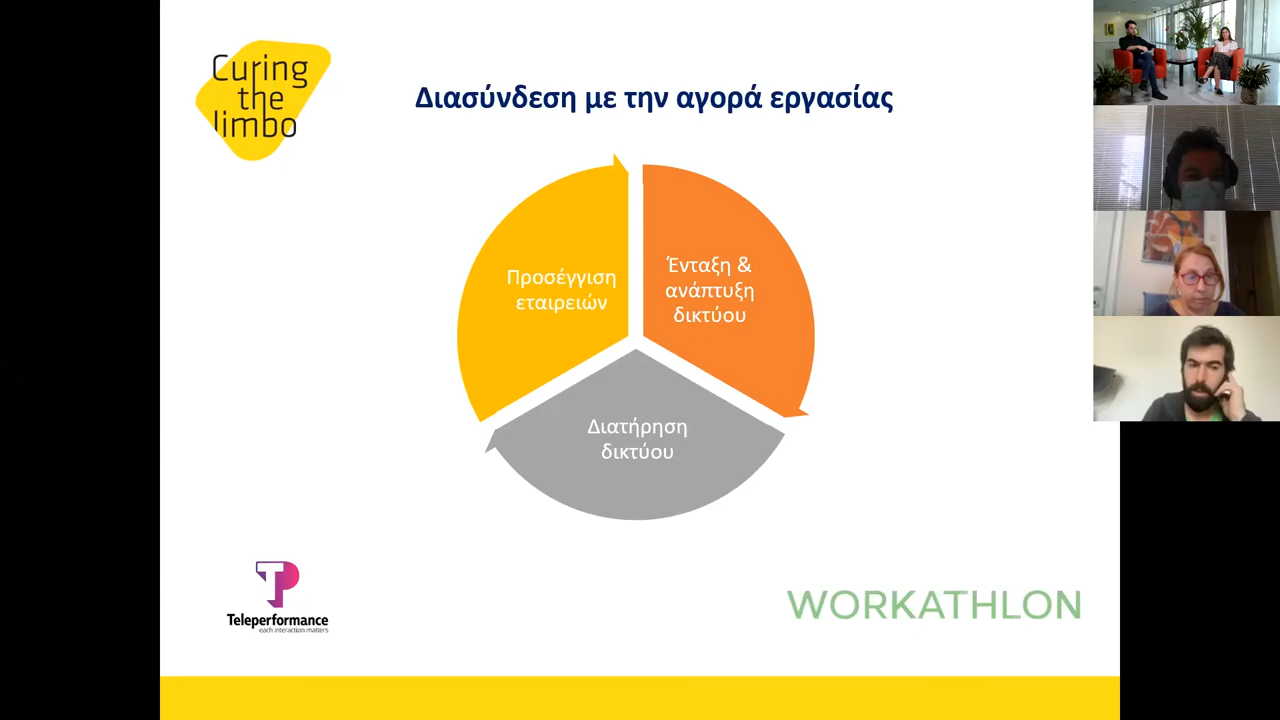 Curing
the
limbo
Διασύνδεση με την αγορά εργασίας
Προσέγγιση
εταιρειών
Ένταξη &
ανάπτυξη
δικτύου
Διατήρηση
δικτύου
TP
Teleperformance
each interaction matters
WORKATHLON